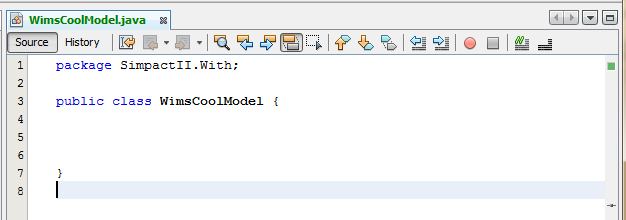 WimsCoolModel.java
Source History
1 package SimpactII.With;
2
3 public class WimsCoolModel {
4
5
6
7 }
8